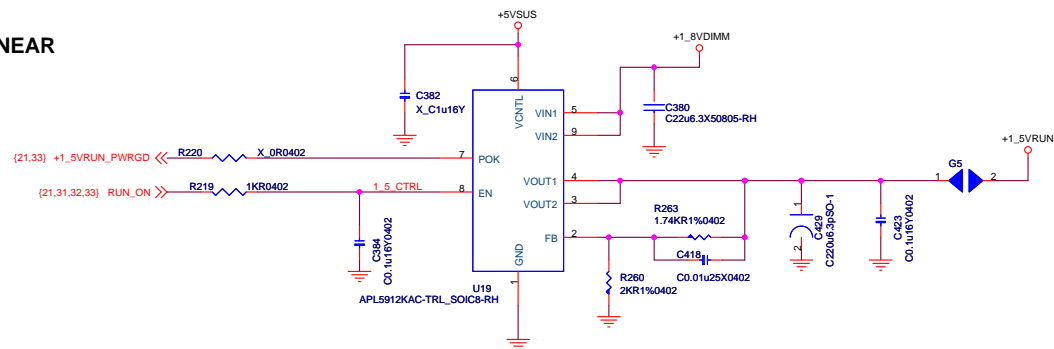 NEAR
+5VSUS
+1_8VDIMM
C382
X_C1u16Y
6
VCNTL
VIN1
5
VIN2
9
C380
C22u6.3X50805-RH
+1_5VRUN
{21,33} +1_5VRUN_PWRGD
R220
X_0R0402
7
POK
{21,31,32,33} RUN_ON
R219
1KR0402
1_5_CTRL
8
EN
VOUT1
4
VOUT2
3
G5
1
2
R263
1.74KR1%0402
FB
2
C418
C0.01u25X0402
1
2
C429
C220u6.3pSO-1
C423
C0.1u16Y0402
C384
C0.1u16Y0402
GND
1
R260
2KR1%0402
U19
APL5912KAC-TRL_SOIC8-RH